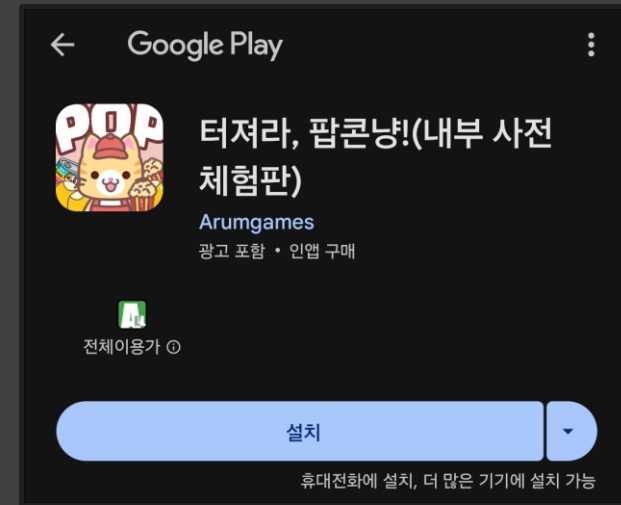 Google Play
POP
터져라, 팝콘냥!(내부 사전
체험판)
Arumgames
광고 포함 • 인앱 구매
ALL
전체이용가
설치
휴대전화에 설치, 더 많은 기기에 설치 가능